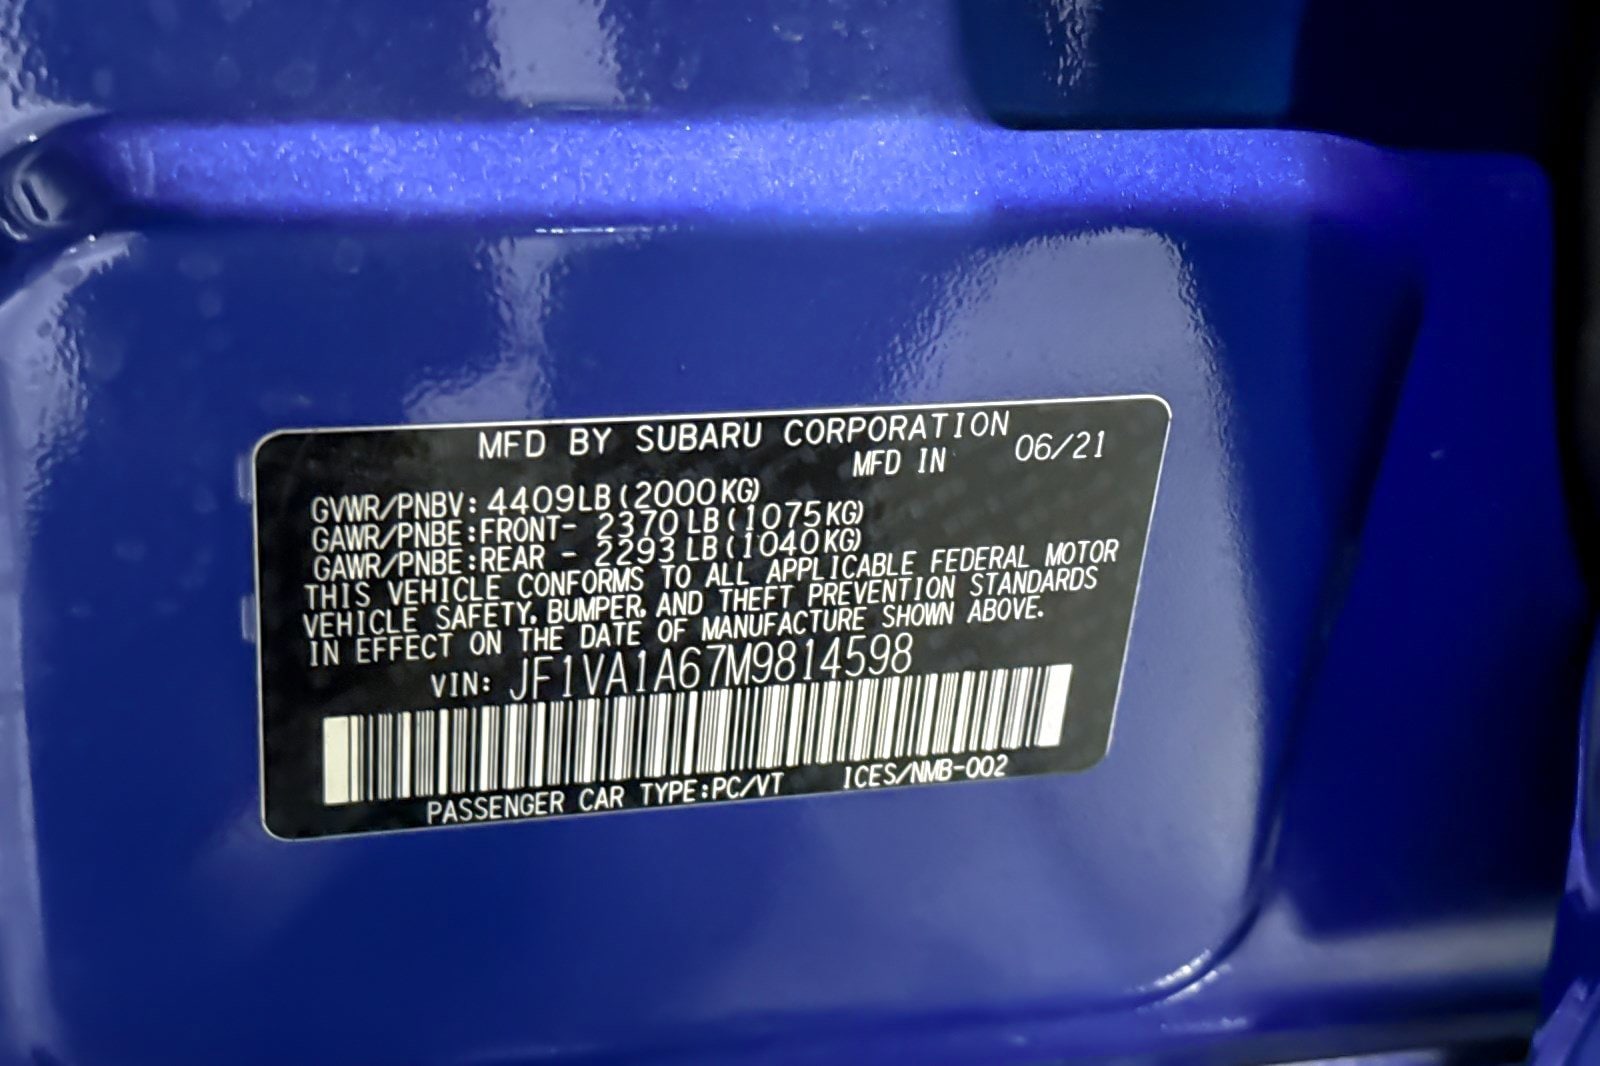 MFD BY SUBARU CORPORATION
MFD IN 06/21
GVWR/PNBV: 4409LB(2000KG)
GAWR/PNBE:FRONT- 2370LB(1075KG)
GAWR/PNBE:REAR - 2293LB(1040KG)
THIS VEHICLE CONFORMS TO ALL APPLICABLE FEDERAL MOTOR
VEHICLE SAFETY, BUMPER, AND THEFT PREVENTION STANDARDS
IN EFFECT ON THE DATE OF MANUFACTURE SHOWN ABOVE.
VIN: JF1VA1A67M9814598
PASSENGER CAR TYPE:PC/VT ICES/NMB-002